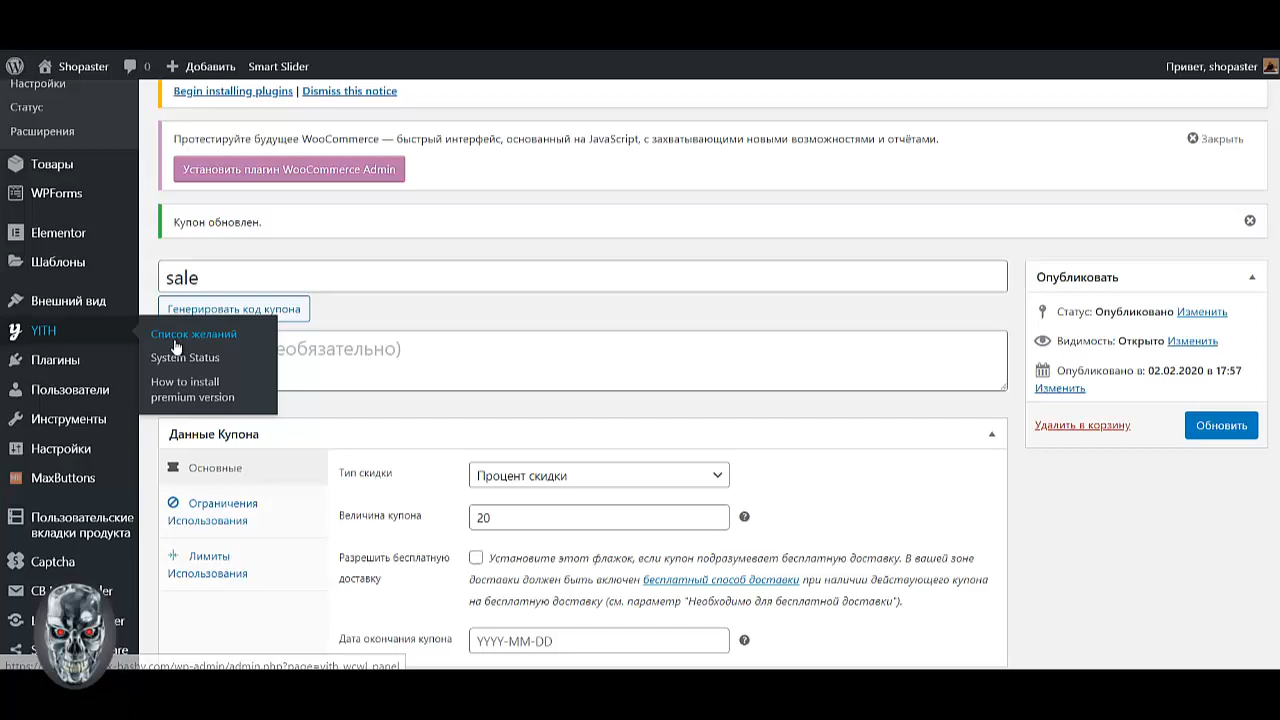 Shopaster 0 Добавить Smart Slider Привет, shopaster
Настройки
Статус
Расширения
Товары
WPForms
Elementor
Шаблоны
Внешний вид
YITH
Плагины
Пользователи
Инструменты
Настройки
MaxButtons
Пользовательские
вкладки продукта
Captcha
CB
Список желаний
System Status
How to install
premium version
Begin installing plugins | Dismiss this notice
Протестируйте будущее WooCommerce — быстрый интерфейс, основанный на JavaScript, с захватывающими новыми возможностями и отчётами.
Закрыть
Установить плагин WooCommerce Admin
Купон обновлен.
sale
Генерировать код купона
еобязательно)
Данные Купона
Основные
Ограничения
Использования
Лимиты
Использования
Тип скидки
Процент скидки
Величина купона
20
Разрешить бесплатную
доставку
Установите этот флажок, если купон подразумевает бесплатную доставку. В вашей зоне
доставки должен быть включен бесплатный способ доставки при наличии действующего купона
на бесплатную доставку (см. параметр "Необходимо для бесплатной доставки").
Дата окончания купона
YYYY-MM-DD
Опубликовать
Статус: Опубликовано Изменить
Видимость: Открыто Изменить
Опубликовано в: 02.02.2020 в 17:57
Изменить
Удалить в корзину
Обновить